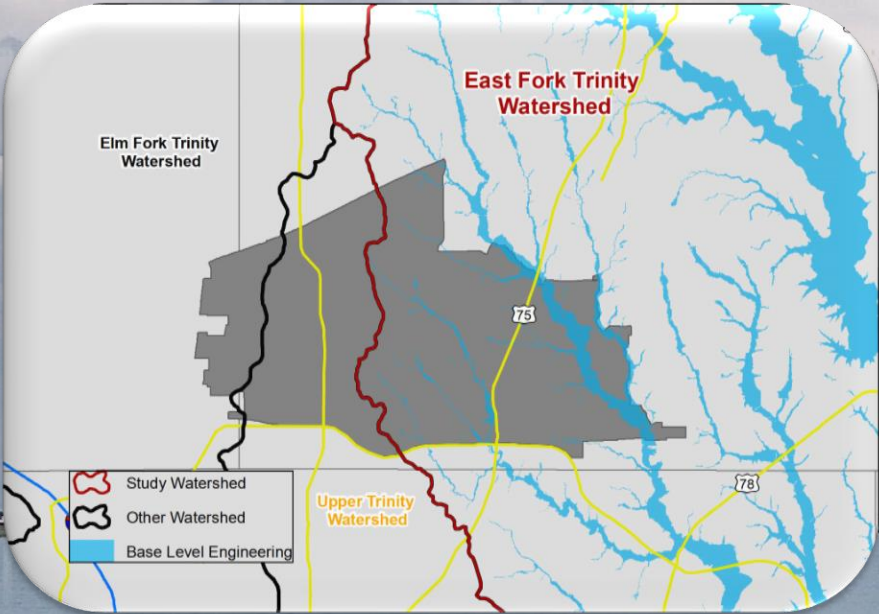 East Fork Trinity
Watershed
Elm Fork Trinity
Watershed
75
78
Upper Trinity
Watershed
Study Watershed
Other Watershed
Base Level Engineering